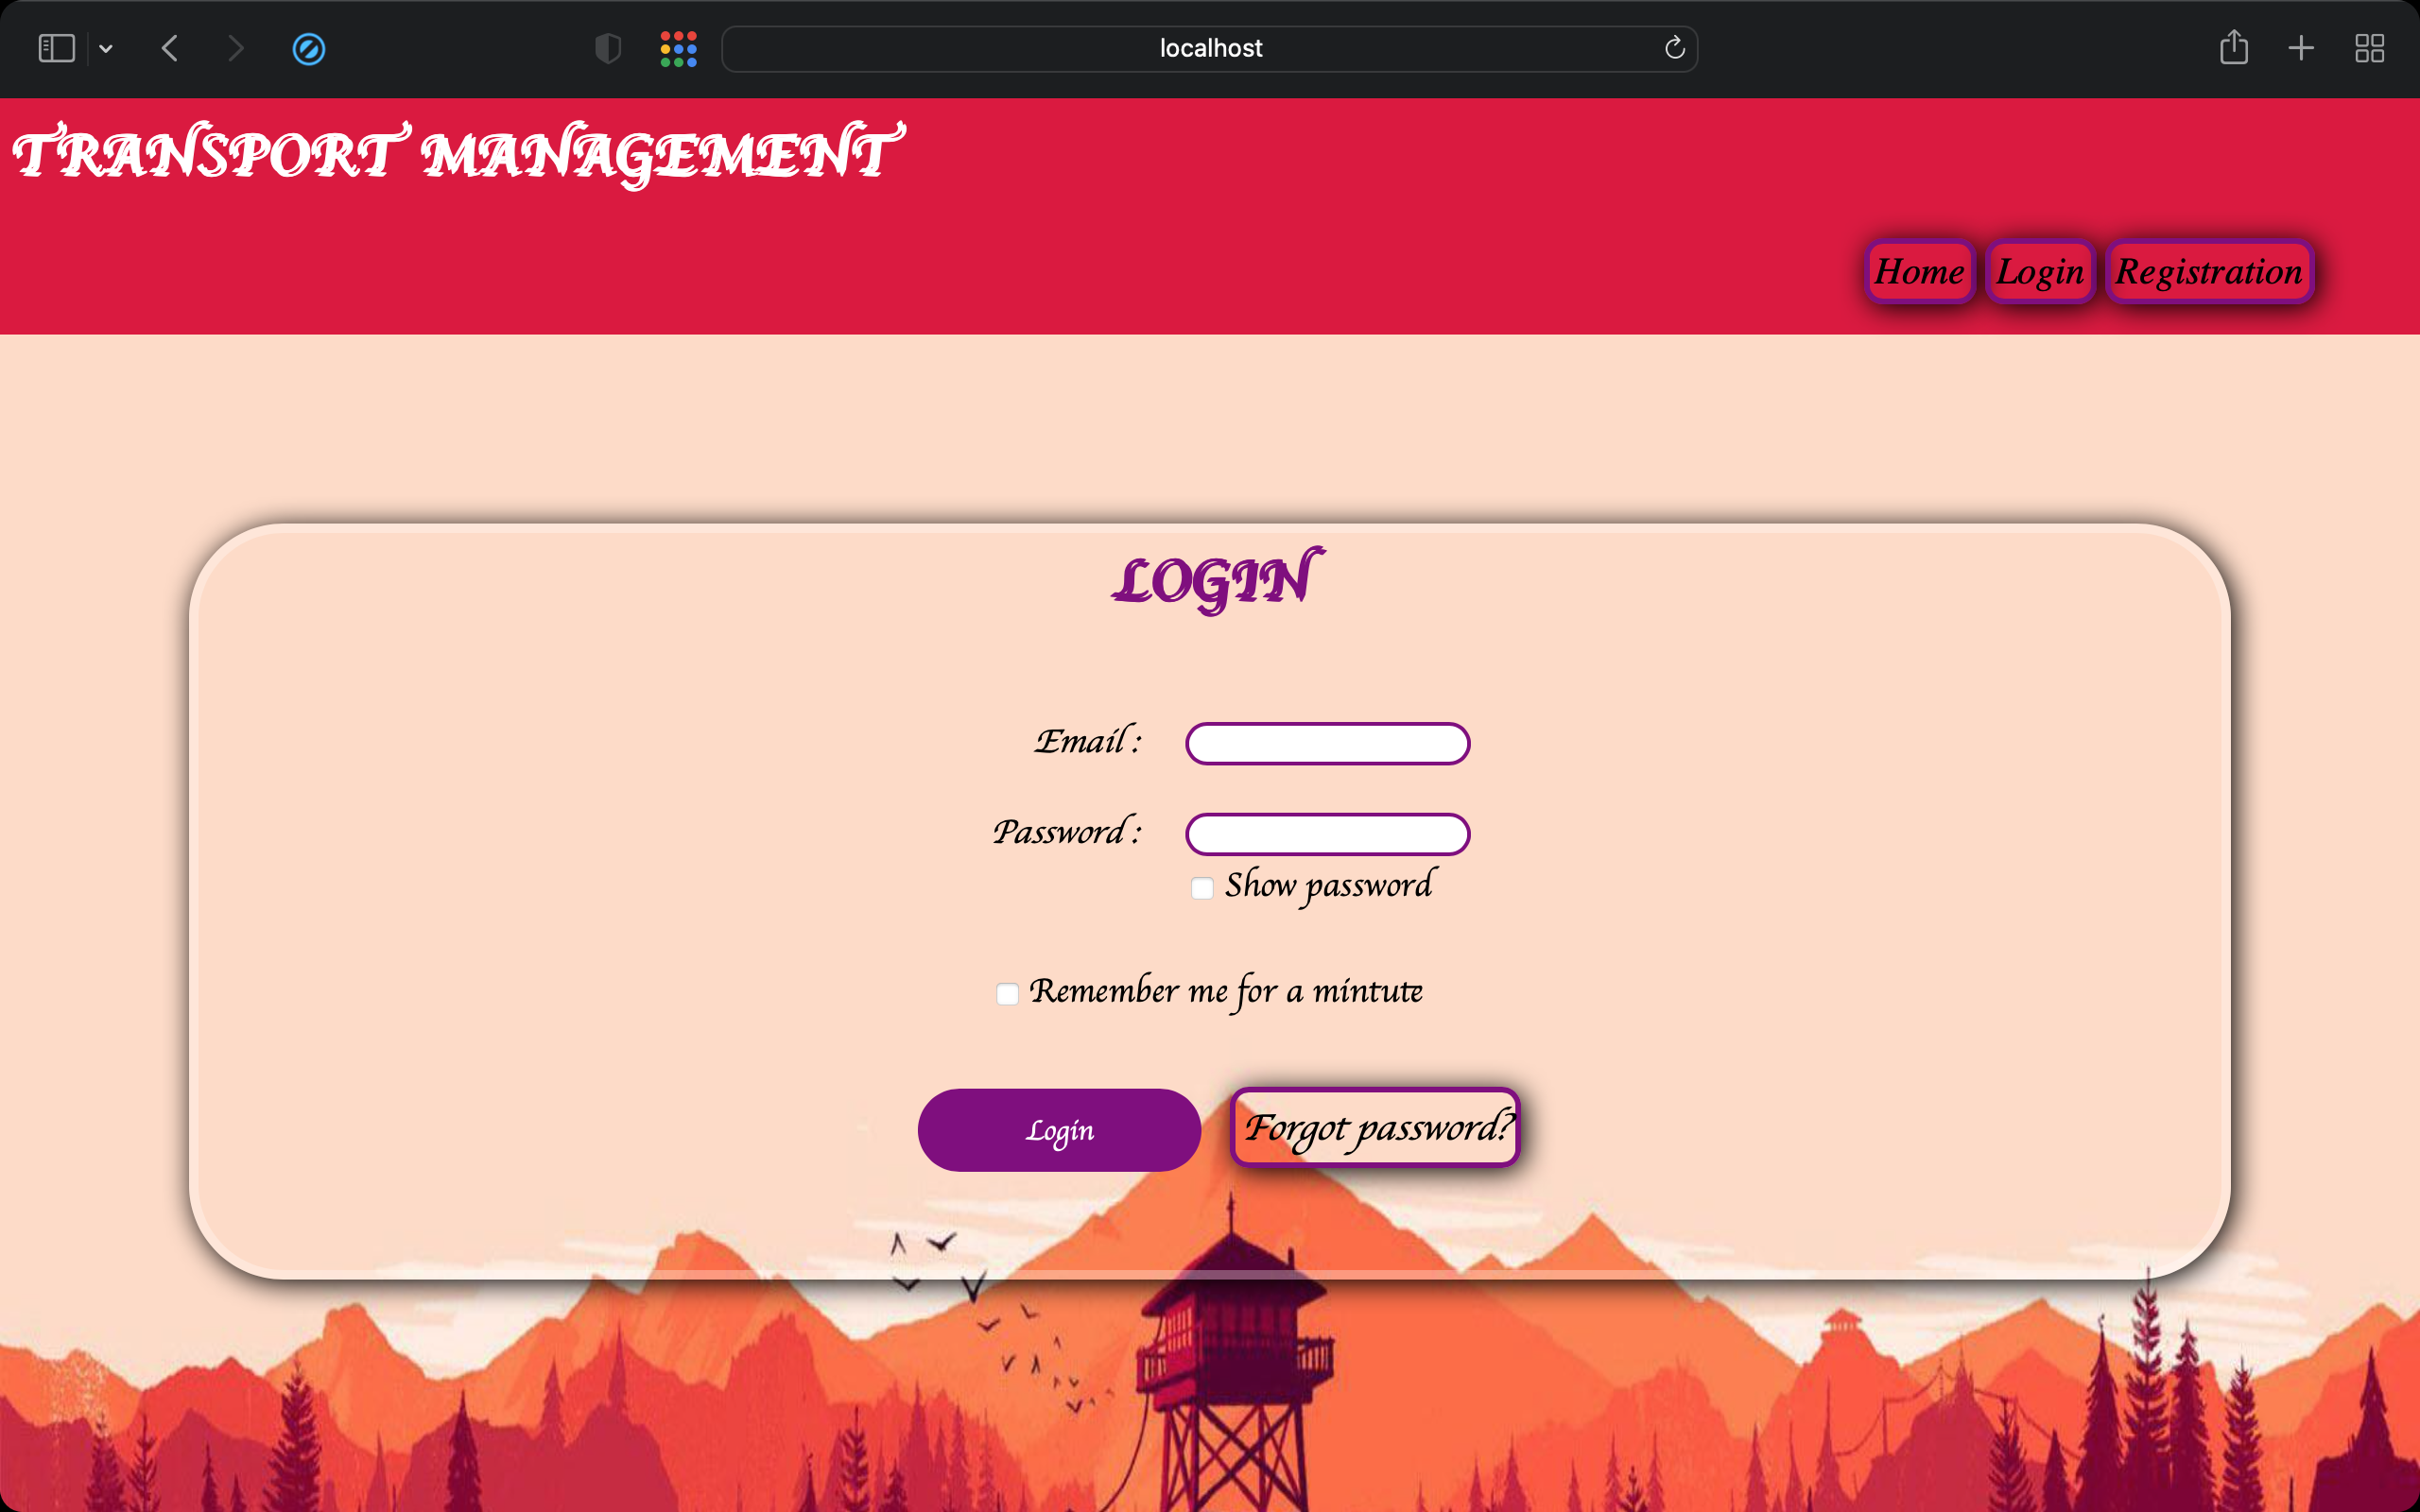 localhost
TRANSPORT MANAGEMENT
Home Login Registration
LOGIN
Email :
Password :
Show password
Remember me for a mintute
Login Forgot password?